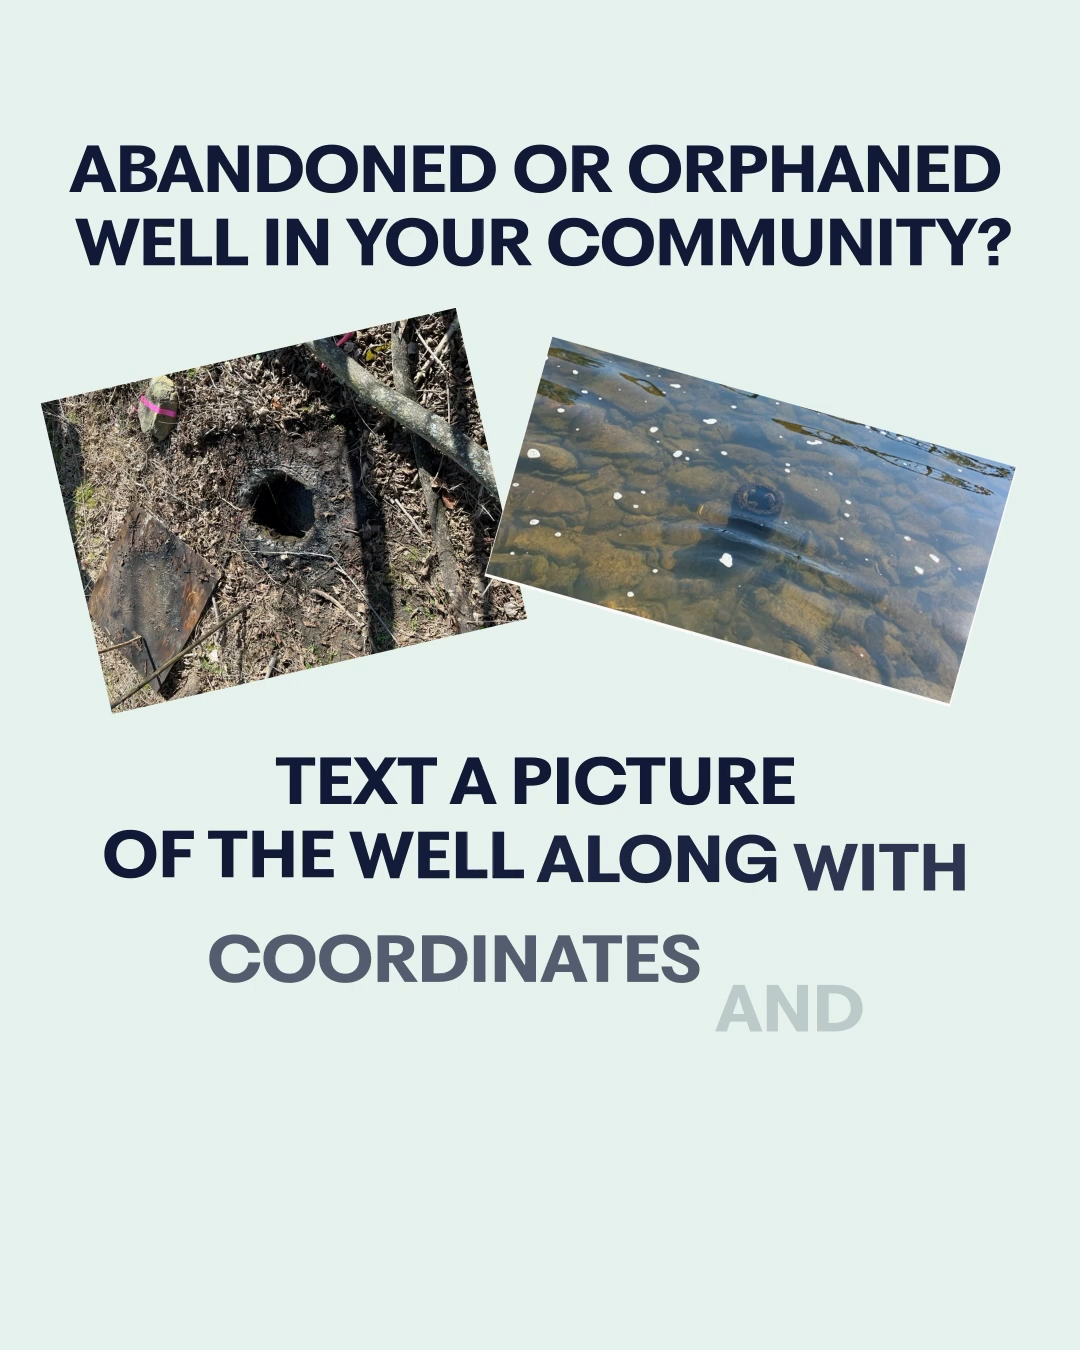 ABANDONED OR ORPHANED
WELL IN YOUR COMMUNITY?
TEXT A PICTURE
OF THE WELL ALONG WITH
COORDINATES AND